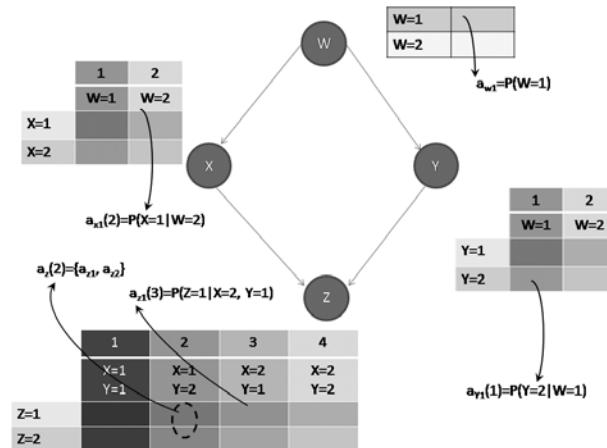 W
W=1
W=2
a_w1=P(W=1)
1 2
W=1 W=2
X=1
X=2
a_x1(2)=P(X=1|W=2)
X
Y
1 2
W=1 W=2
Y=1
Y=2
a_Y1(1)=P(Y=2|W=1)
a_z(2)={a_z1, a_z2}
a_z1(3)=P(Z=1|X=2, Y=1)
Z
1 2 3 4
X=1 X=1 X=2 X=2
Y=1 Y=2 Y=1 Y=2
Z=1
Z=2